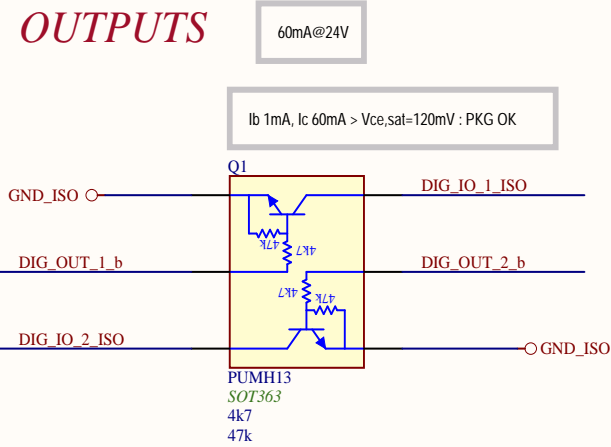 OUTPUTS
60mA@24V
Ib 1mA, Ic 60mA > Vce,sat=120mV : PKG OK
Q1
GND_ISO
DIG_IO_1_ISO
47k
4k7
DIG_OUT_1_b
DIG_OUT_2_b
4k7
47k
DIG_IO_2_ISO
GND_ISO
PUMH13
SOT363
4k7
47k